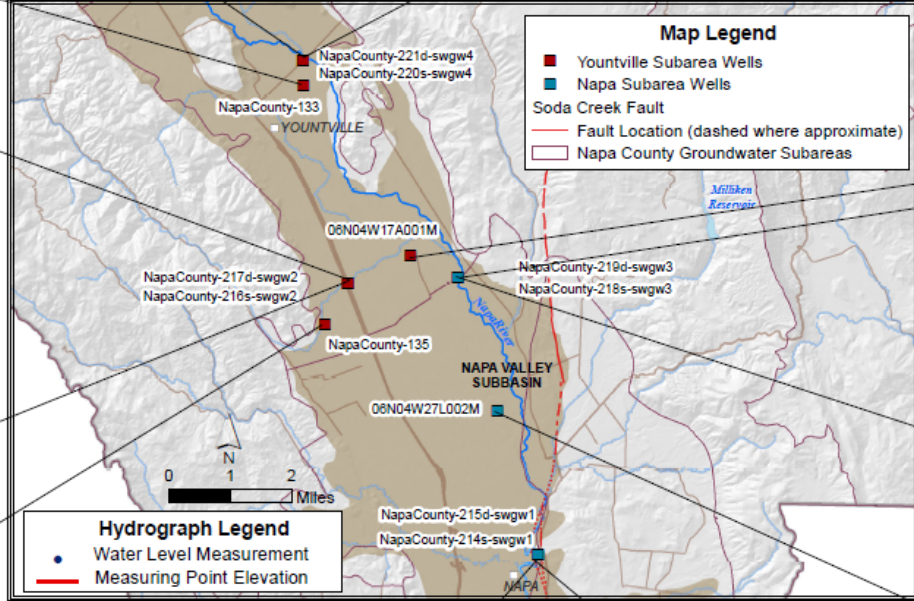 Map Legend
Yountville Subarea Wells
Napa Subarea Wells
Soda Creek Fault
Fault Location (dashed where approximate)
Napa County Groundwater Subareas
NapaCounty-221d-swgw4
NapaCounty-220s-swgw4
NapaCounty-133
YOUNTVILLE
Milliken
Reservoir
06N04W17A001M
NapaCounty-217d-swgw2
NapaCounty-216s-swgw2
NapaCounty-219d-swgw3
NapaCounty-218s-swgw3
NapaRiver
NapaCounty-135
NAPA VALLEY
SUBBASIN
06N04W27L002M
N
0 1 2
Miles
NapaCounty-215d-swgw1
NapaCounty-214s-swgw1
NAPA
Hydrograph Legend
Water Level Measurement
Measuring Point Elevation